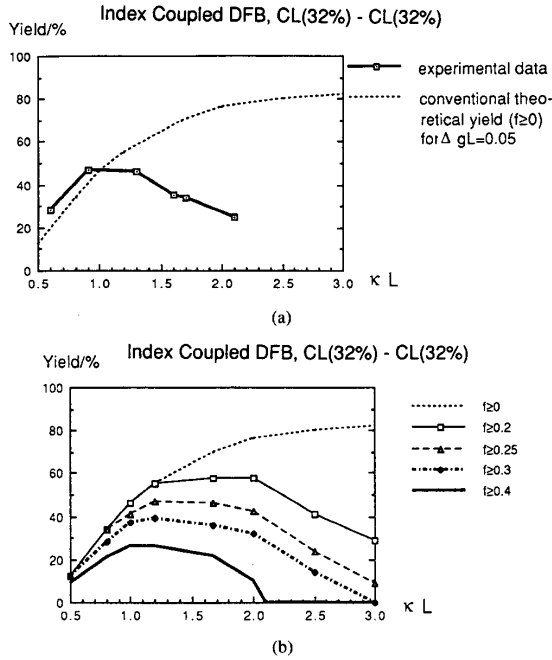 Index Coupled DFB, CL(32%) - CL(32%)
Yield/%
100
80
60
40
20
0
0.5 1.0 1.5 2.0 2.5 3.0 κ L
experimental data
conventional theo-
retical yield (f≥0)
for Δ gL=0.05
(a)
Index Coupled DFB, CL(32%) - CL(32%)
Yield/%
100
80
60
40
20
0
0.5 1.0 1.5 2.0 2.5 3.0 κ L
f≥0
f≥0.2
f≥0.25
f≥0.3
f≥0.4
(b)